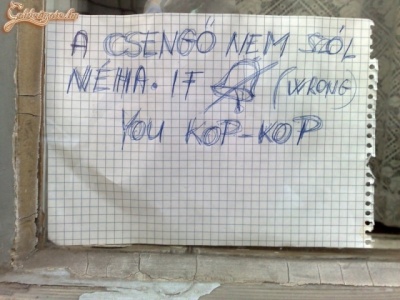 A CSENGŐ NEM SZÓL
NÉHA. IF (WRONG)
YOU KOP-KOP